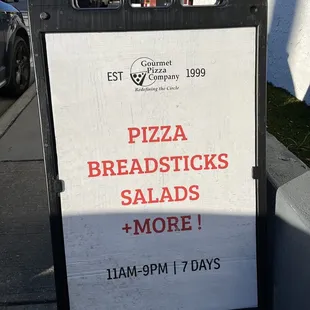 Gourmet
Pizza
Company
EST 1999
Redefining the Circle
PIZZA
BREADSTICKS
SALADS
+MORE !
11AM-9PM | 7 DAYS